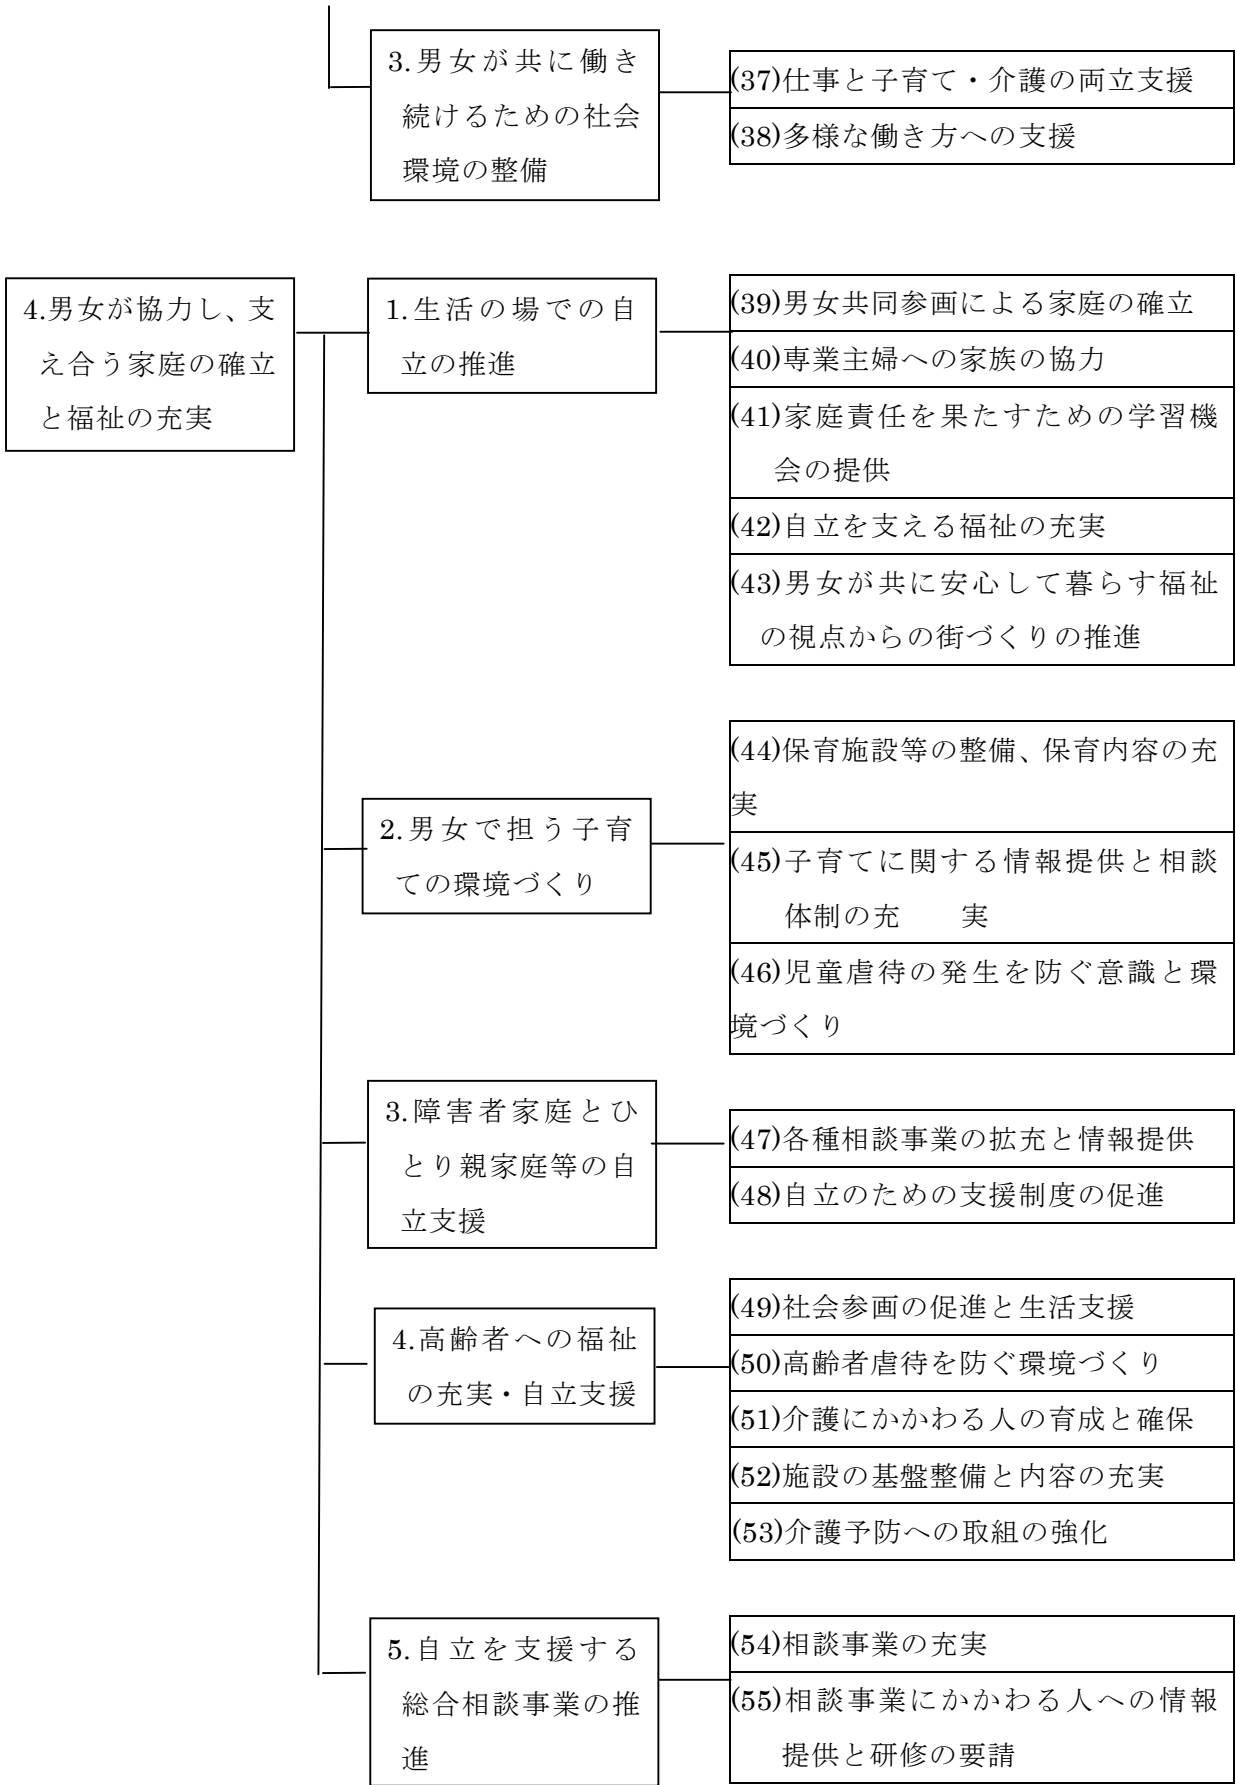 3.男女が共に働き
続けるための社会
環境の整備
(37)仕事と子育て・介護の両立支援
(38)多様な働き方への支援
4.男女が協力し、支
え合う家庭の確立
と福祉の充実
1.生活の場での自
立の推進
(39)男女共同参画による家庭の確立
(40)専業主婦への家族の協力
(41)家庭責任を果たすための学習機
会の提供
(42)自立を支える福祉の充実
(43)男女が共に安心して暮らす福祉
の視点からの街づくりの推進
2.男女で担う子育
ての環境づくり
(44)保育施設等の整備、保育内容の充
実
(45)子育てに関する情報提供と相談
体制の充　　実
(46)児童虐待の発生を防ぐ意識と環
境づくり
3.障害者家庭とひ
とり親家庭等の自
立支援
(47)各種相談事業の拡充と情報提供
(48)自立のための支援制度の促進
4.高齢者への福祉
の充実・自立支援
(49)社会参画の促進と生活支援
(50)高齢者虐待を防ぐ環境づくり
(51)介護にかかわる人の育成と確保
(52)施設の基盤整備と内容の充実
(53)介護予防への取組の強化
5.自立を支援する
総合相談事業の推
進
(54)相談事業の充実
(55)相談事業にかかわる人への情報
提供と研修の要請